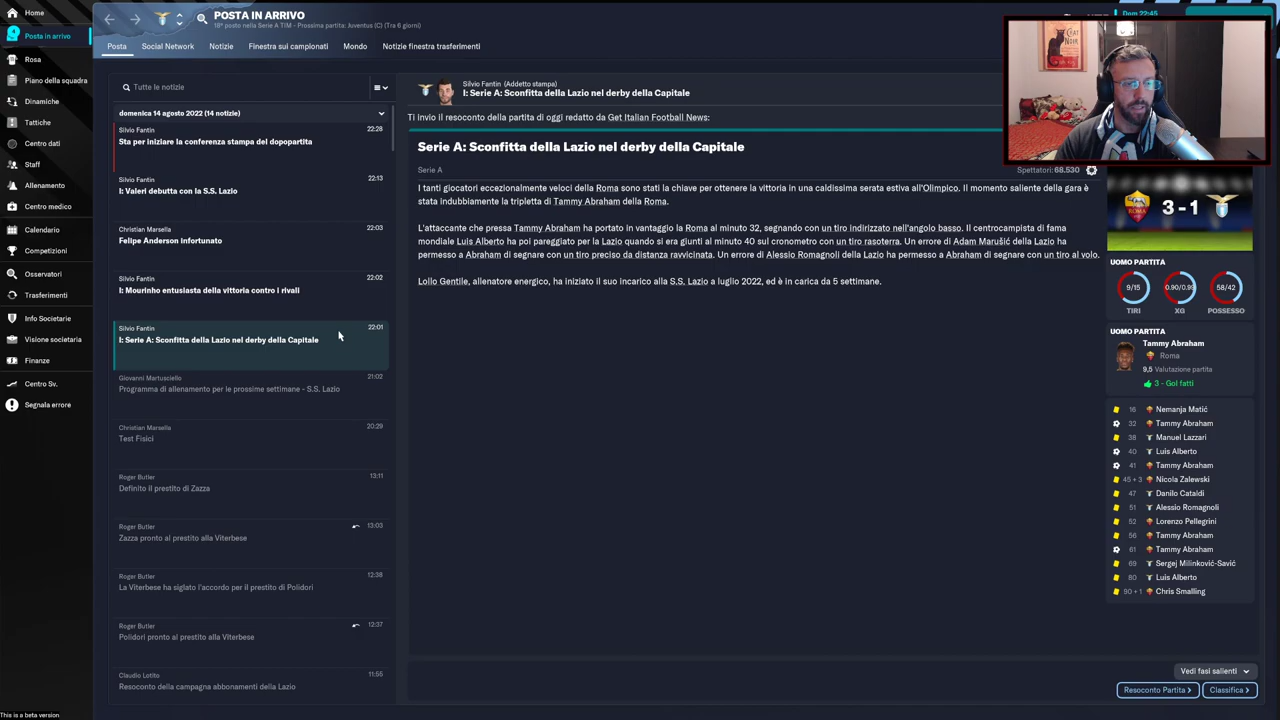 Home
Posta in arrivo
Rosa
Piano della squadra
Dinamiche
Tattiche
Centro dati
Staff
Allenamento
Centro medico
Calendario
Competizioni
Osservatori
Trasferimenti
Info Societarie
Visione societaria
Finanze
Centro Sv.
Segnala errore
This is a beta version
POSTA IN ARRIVO
18° posto nella Serie A TIM - Prossima partita: Juventus (C) (Tra 6 giorni)
Dom 22:45
Posta
Social Network
Notizie
Finestra sui campionati
Mondo
Notizie finestra trasferimenti
Tutte le notizie
domenica 14 agosto 2022 (14 notizie)
Silvio Fantin 22:28
Sta per iniziare la conferenza stampa del dopopartita
Silvio Fantin 22:13
I: Valeri debutta con la S.S. Lazio
Christian Marsella 22:03
Felipe Anderson infortunato
Silvio Fantin 22:02
I: Mourinho entusiasta della vittoria contro i rivali
Silvio Fantin 22:01
I: Serie A: Sconfitta della Lazio nel derby della Capitale
Giovanni Martusciello 21:02
Programma di allenamento per le prossime settimane - S.S. Lazio
Christian Marsella 20:29
Test Fisici
Roger Butler 13:11
Definito il prestito di Zazza
Roger Butler 13:03
Zazza pronto al prestito alla Viterbese
Roger Butler 12:38
La Viterbese ha siglato l'accordo per il prestito di Polidori
Roger Butler 12:37
Polidori pronto al prestito alla Viterbese
Claudio Lotito 11:55
Resoconto della campagna abbonamenti della Lazio
Silvio Fantin (Addetto stampa)
I: Serie A: Sconfitta della Lazio nel derby della Capitale
Ti invio il resoconto della partita di oggi redatto da Get Italian Football News:
Serie A: Sconfitta della Lazio nel derby della Capitale
Serie A
Spettatori: 68.530
I tanti giocatori eccezionalmente veloci della Roma sono stati la chiave per ottenere la vittoria in una caldissima serata estiva all'Olimpico. Il momento saliente della gara è
stata indubbiamente la tripletta di Tammy Abraham della Roma.
L'attaccante che pressa Tammy Abraham ha portato in vantaggio la Roma al minuto 32, segnando con un tiro indirizzato nell'angolo basso. Il centrocampista di fama
mondiale Luis Alberto ha poi pareggiato per la Lazio quando si era giunti al minuto 40 sul cronometro con un tiro rasoterra. Un errore di Adam Marušić della Lazio ha
permesso a Abraham di segnare con un tiro preciso da distanza ravvicinata. Un errore di Alessio Romagnoli della Lazio ha permesso a Abraham di segnare con un tiro al volo.
Lollo Gentile, allenatore energico, ha iniziato il suo incarico alla S.S. Lazio a luglio 2022, ed è in carica da 5 settimane.
ROMA
3 - 1
UOMO PARTITA
9/15
0.90/0.99
58/42
TIRI
XG
POSSESSO
UOMO PARTITA
Tammy Abraham
Roma
9,5 Valutazione partita
3 - Gol fatti
16 Nemanja Matić
32 Tammy Abraham
38 Manuel Lazzari
40 Luis Alberto
41 Tammy Abraham
45 + 3 Nicola Zalewski
47 Danilo Cataldi
51 Alessio Romagnoli
52 Lorenzo Pellegrini
56 Tammy Abraham
61 Tammy Abraham
69 Sergej Milinković-Savić
80 Luis Alberto
90 + 1 Chris Smalling
Vedi fasi salienti
Resoconto Partita
Classifica